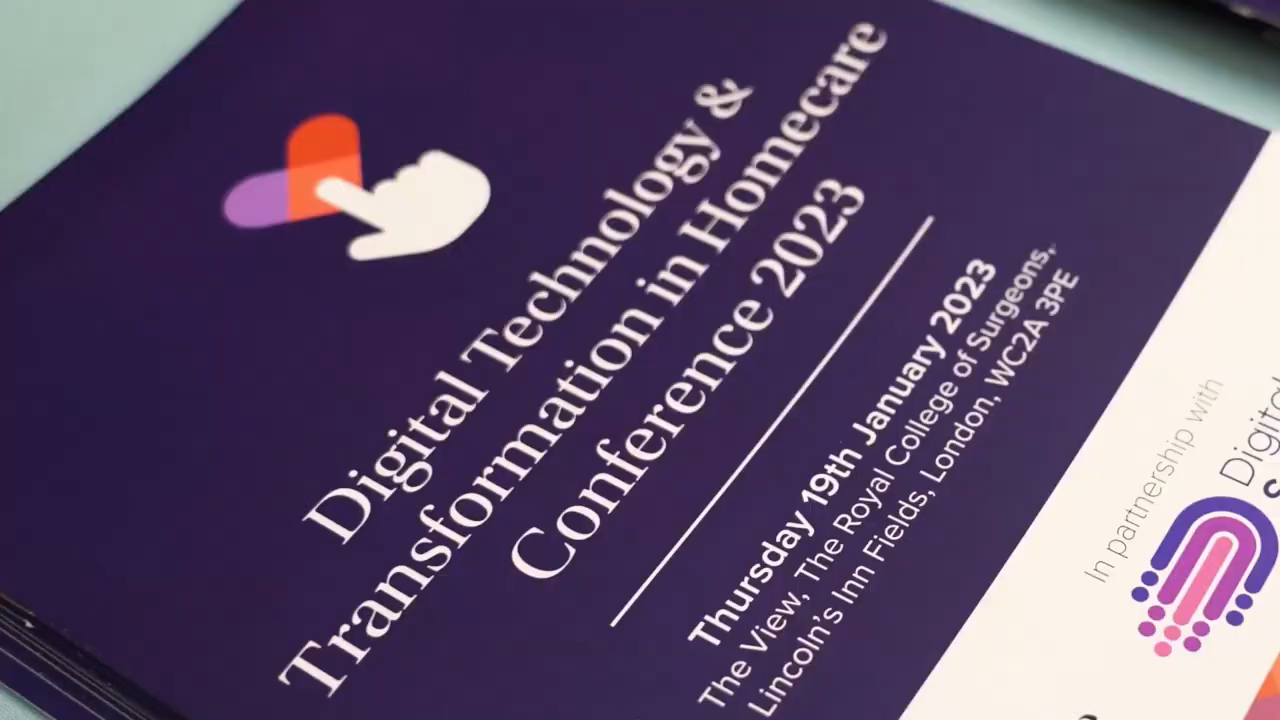 Digital Technology &
Transformation in Homecare
Conference 2023
Thursday 19th January 2023
The View, The Royal College of Surgeons,
Lincoln's Inn Fields, London, WC2A 3PE
In partnership with
Digital